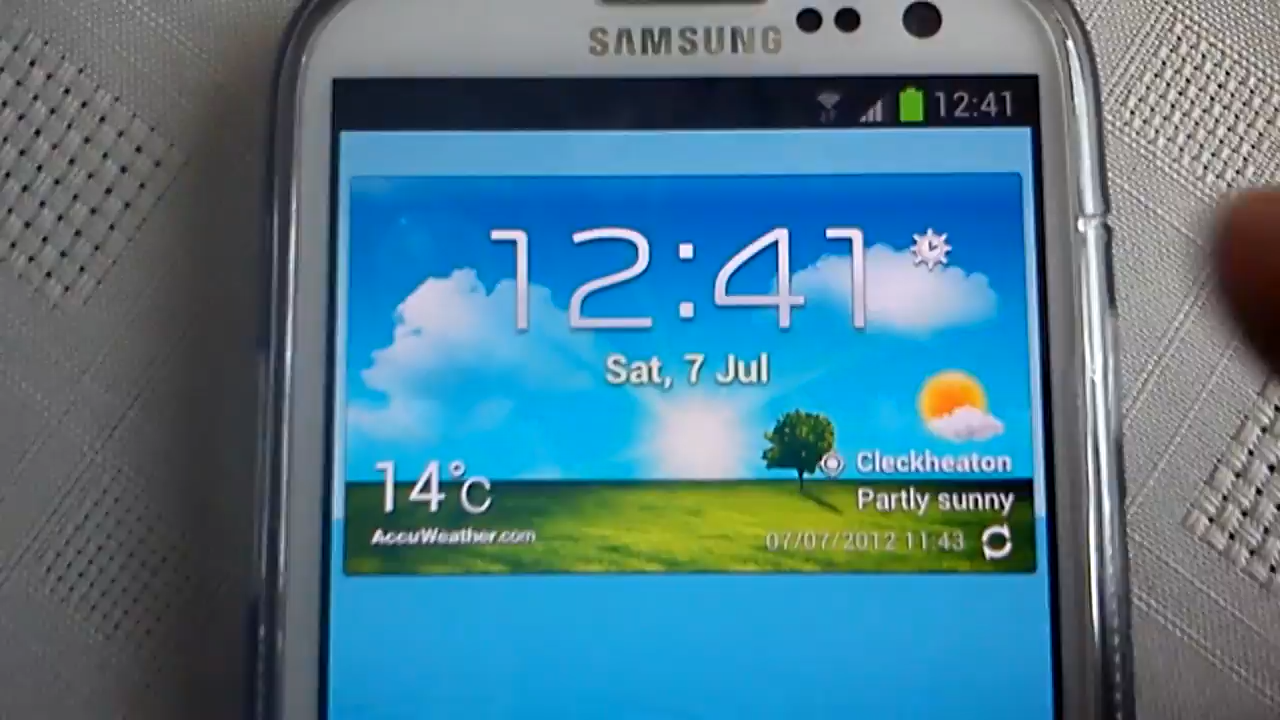 SAMSUNG
12:41
12:41
Sat, 7 Jul
14°C
Cleckheaton
Partly sunny
AccuWeather.com
07/07/2012 11:43